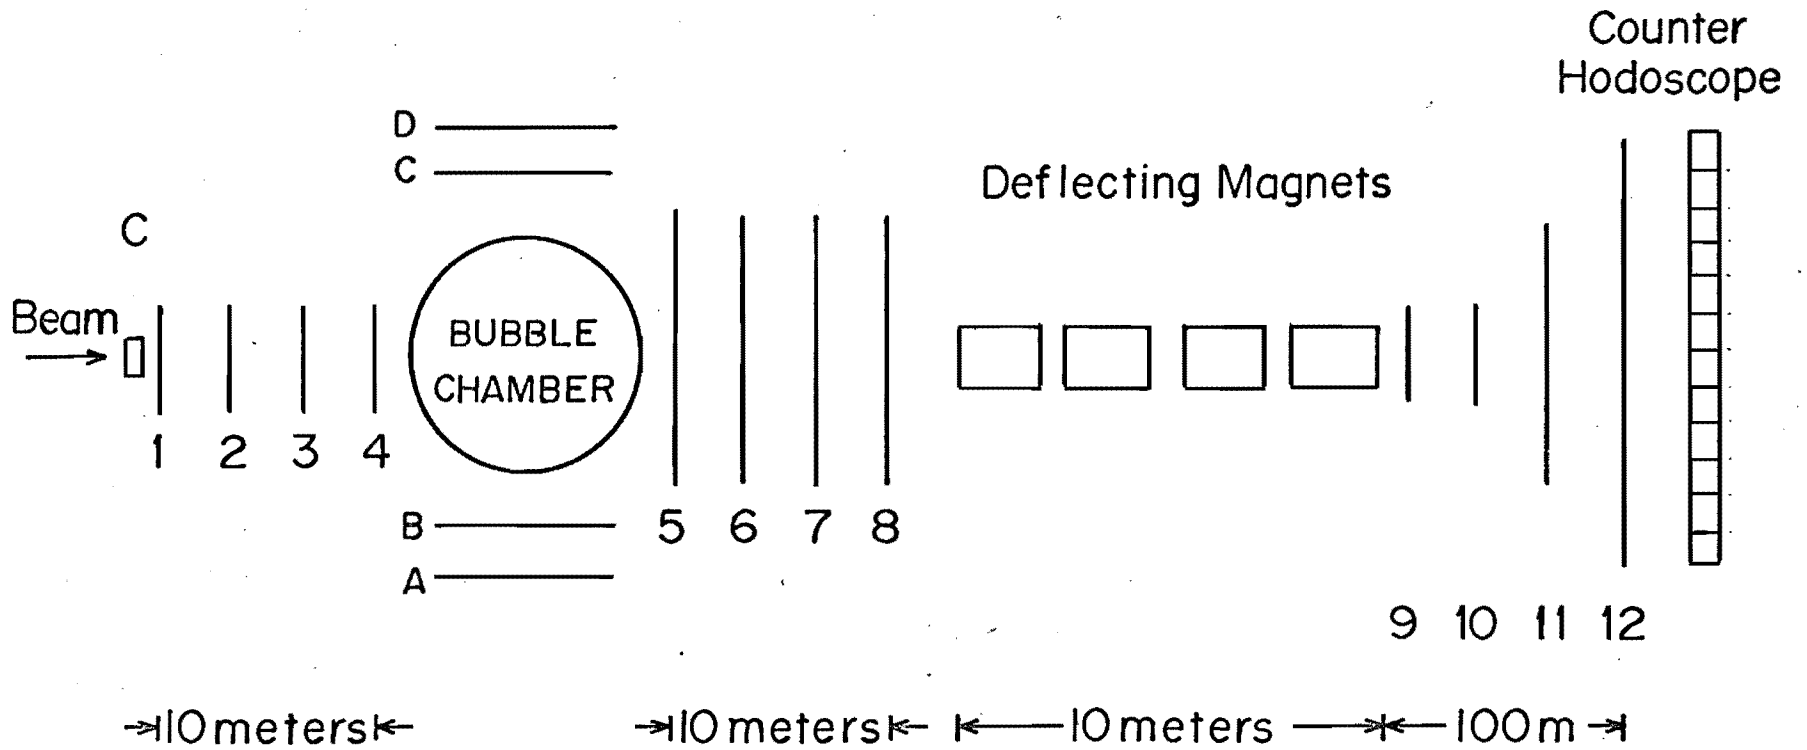 Counter
Hodoscope
D
C
Deflecting Magnets
C
Beam
BUBBLE
CHAMBER
1 2 3 4
B
A
5 6 7 8
9 10 11 12
10 meters 10 meters 10 meters 100 m